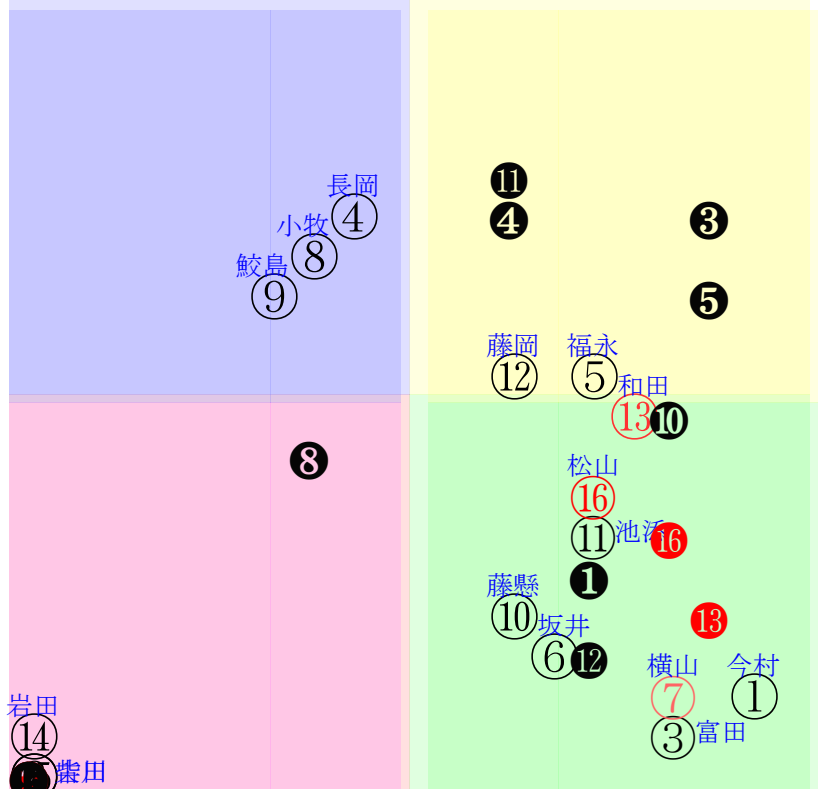 ⓫
長岡
④
❹
❸
小牧
⑧
鮫島
⑨
❺
藤岡
福永
⑫
⑤
和田
⑬
❿
❽
松山
⑯
池添
⑪
⓰
❶
藤懸
⑩
坂井
⓭
⑥
⓬
横山
今村
⑦
①
岩田
⑭
③
富田